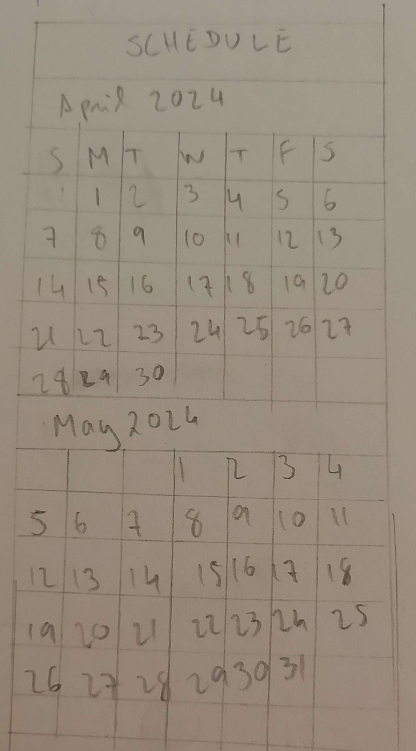 SCHEDULE
April 2024
S M T W T F S
1 2 3 4 5 6
7 8 9 10 11 12 13
14 15 16 17 18 19 20
21 22 23 24 25 26 27
28 29 30
May 2024
1 2 3 4
5 6 7 8 9 10 11
12 13 14 15 16 17 18
19 20 21 22 23 24 25
26 27 28 29 30 31